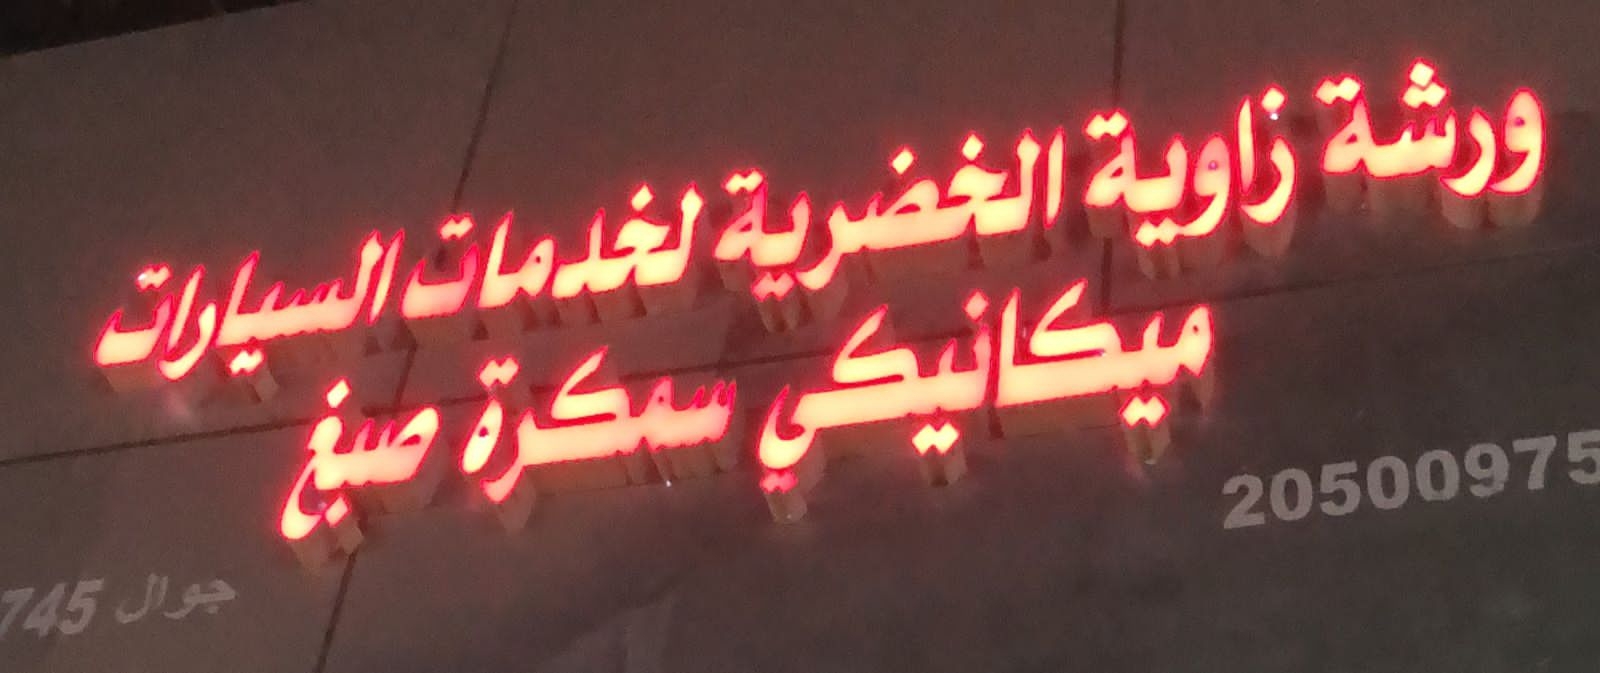 ورشة زاوية الخضرية لخدمات السيارات
ميكانيكي سمكرة صبغ
20500975
جوال 745